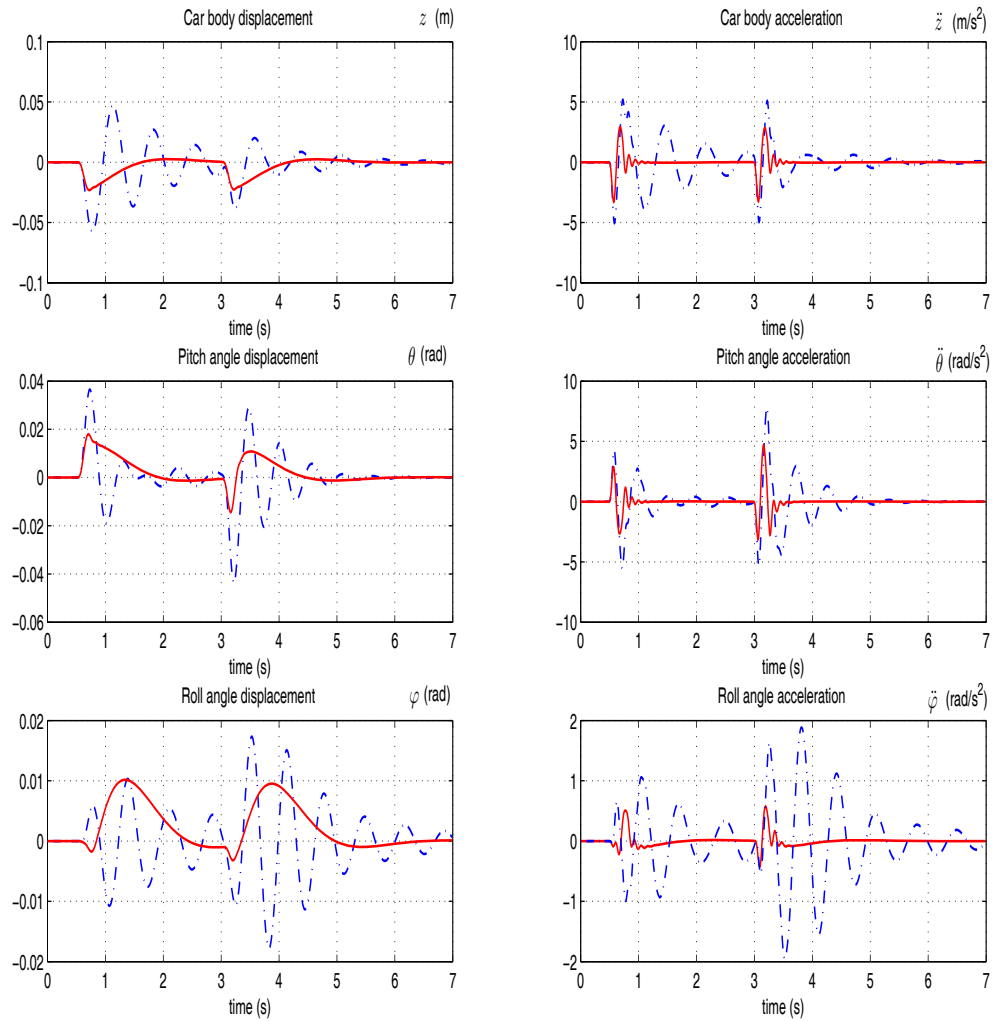 Car body displacement z (m)
0.1
0.05
0
−0.05
−0.1
0 1 2 3 4 5 6 7
time (s)
Car body acceleration z̈ (m/s²)
10
5
0
−5
−10
0 1 2 3 4 5 6 7
time (s)
Pitch angle displacement θ (rad)
0.04
0.02
0
−0.02
−0.04
−0.06
0 1 2 3 4 5 6 7
time (s)
Pitch angle acceleration θ̈ (rad/s²)
10
5
0
−5
−10
0 1 2 3 4 5 6 7
time (s)
Roll angle displacement φ (rad)
0.02
0.01
0
−0.01
−0.02
0 1 2 3 4 5 6 7
time (s)
Roll angle acceleration φ̈ (rad/s²)
2
1
0
−1
−2
0 1 2 3 4 5 6 7
time (s)